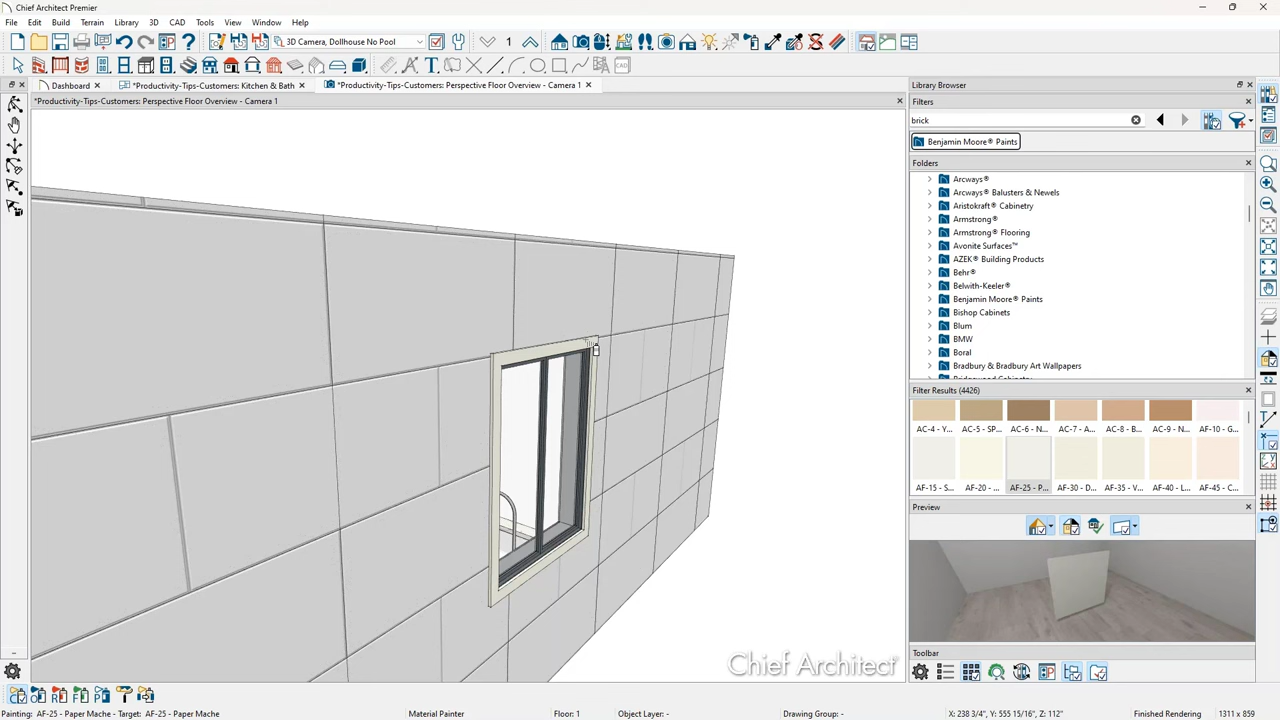 Chief Architect Premier
File Edit Build Terrain Library 3D CAD Tools View Window Help
3D Camera, Dollhouse No Pool
1
Dashboard
*Productivity-Tips-Customers: Kitchen & Bath
*Productivity-Tips-Customers: Perspective Floor Overview - Camera 1
*Productivity-Tips-Customers: Perspective Floor Overview - Camera 1
Library Browser
Filters
brick
Benjamin Moore® Paints
Folders
Arcways®
Arcways® Balusters & Newels
Aristokraft® Cabinetry
Armstrong®
Armstrong® Flooring
Avonite Surfaces™
AZEK® Building Products
Behr®
Belwith-Keeler®
Benjamin Moore® Paints
Bishop Cabinets
Blum
BMW
Boral
Bradbury & Bradbury Art Wallpapers
Filter Results (4426)
AC-4 - Y... AC-5 - SP... AC-6 - N... AC-7 - A... AC-8 - B... AC-9 - N... AF-10 - G...
AF-15 - S... AF-20 - ... AF-25 - P... AF-30 - D... AF-35 - V... AF-40 - L... AF-45 - C...
Preview
Chief Architect
Toolbar
Painting: AF-25 - Paper Mache - Target: AF-25 - Paper Mache
Material Painter
Floor: 1
Object Layer: -
Drawing Group: -
X: 238 3/4", Y: 555 15/16", Z: 112"
Finished Rendering
1311 x 859